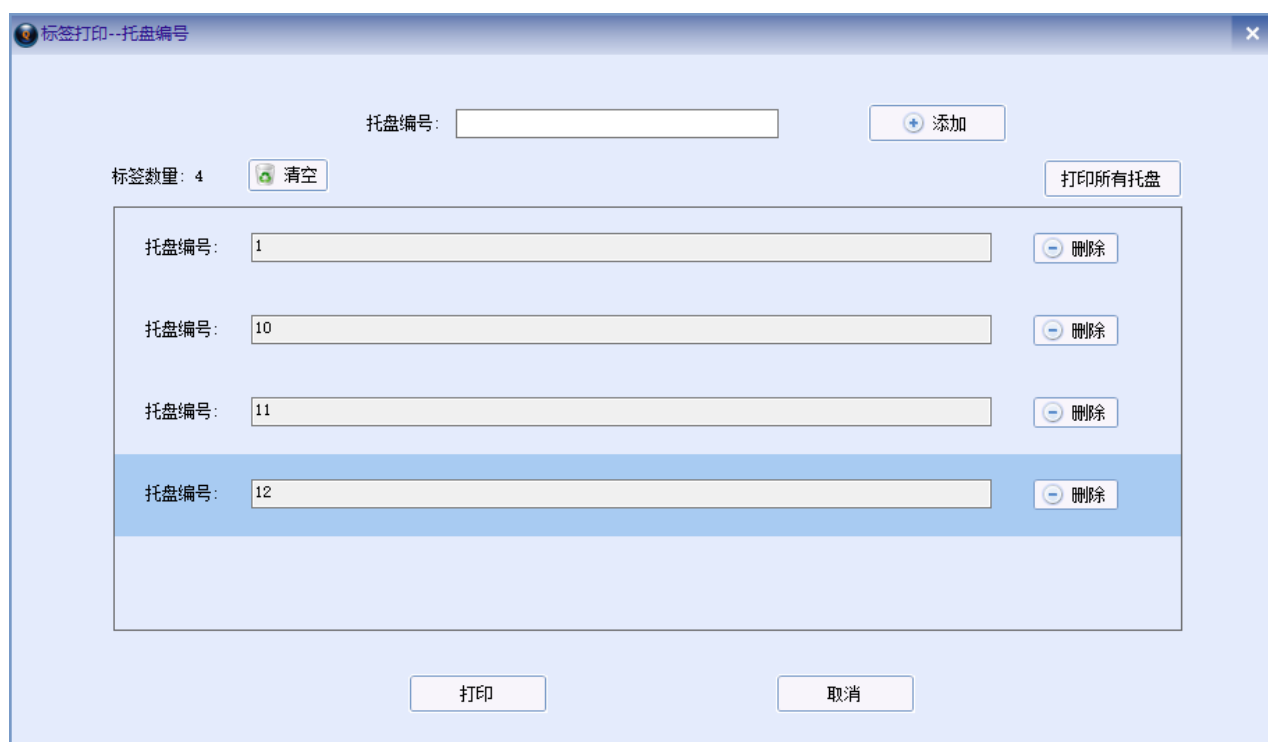 标签打印--托盘编号
托盘编号: 添加
标签数量: 4 清空 打印所有托盘
托盘编号: 1 删除
托盘编号: 10 删除
托盘编号: 11 删除
托盘编号: 12 删除
打印 取消